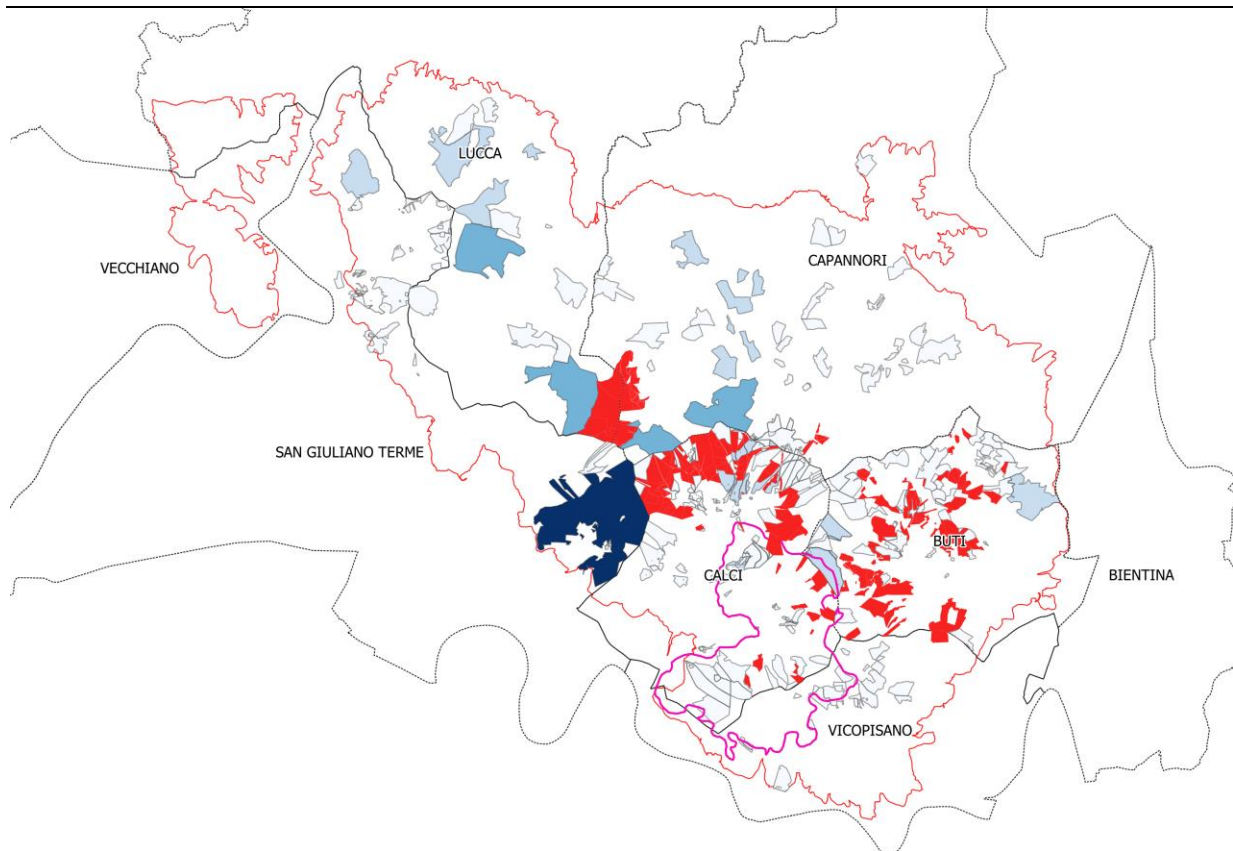 LUCCA
VECCHIANO
CAPANNORI
SAN GIULIANO TERME
BUTI
CALCI
BIENTINA
VICOPISANO